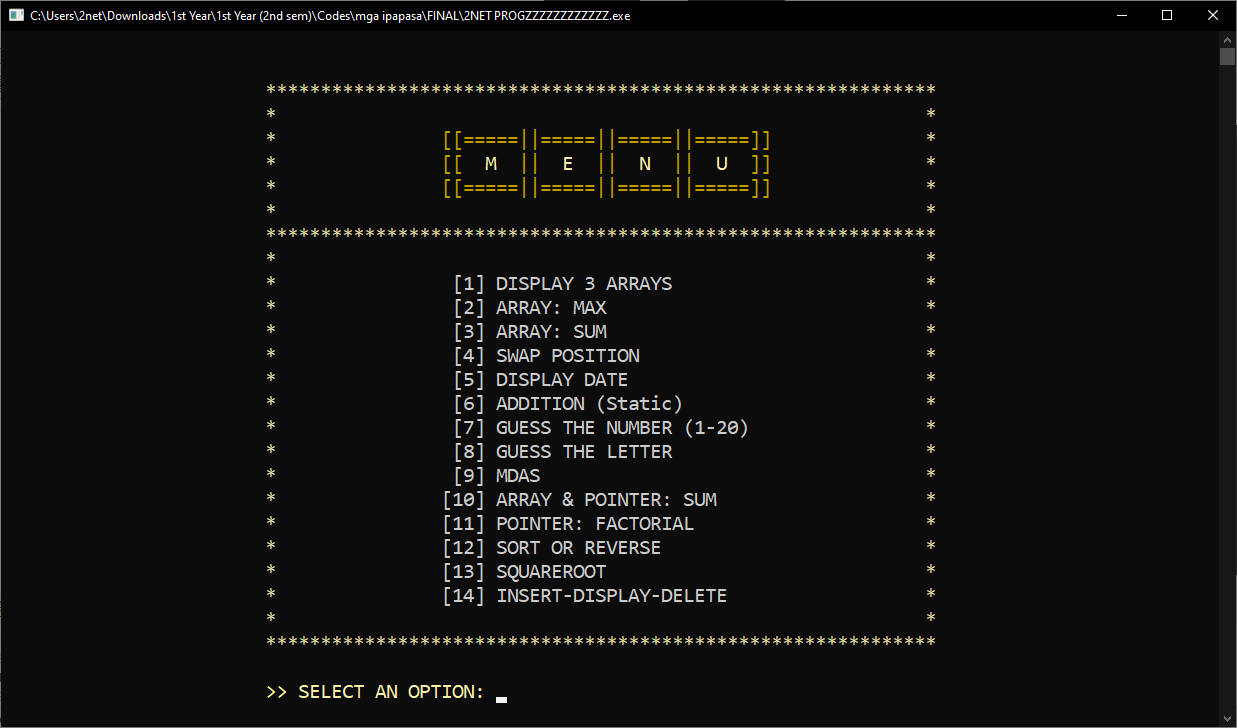 C:\Users\2net\Downloads\1st Year\1st Year (2nd sem)\Codes\mga ipapasa\FINAL\2NET PROGZZZZZZZZZZZZ.exe
*************************************************************
* *
* [[=====||=====||=====||=====]] *
* [[ M || E || N || U ]] *
* [[=====||=====||=====||=====]] *
* *
*************************************************************
* *
* [1] DISPLAY 3 ARRAYS *
* [2] ARRAY: MAX *
* [3] ARRAY: SUM *
* [4] SWAP POSITION *
* [5] DISPLAY DATE *
* [6] ADDITION (Static) *
* [7] GUESS THE NUMBER (1-20) *
* [8] GUESS THE LETTER *
* [9] MDAS *
* [10] ARRAY & POINTER: SUM *
* [11] POINTER: FACTORIAL *
* [12] SORT OR REVERSE *
* [13] SQUAREROOT *
* [14] INSERT-DISPLAY-DELETE *
* *
*************************************************************
>> SELECT AN OPTION: _